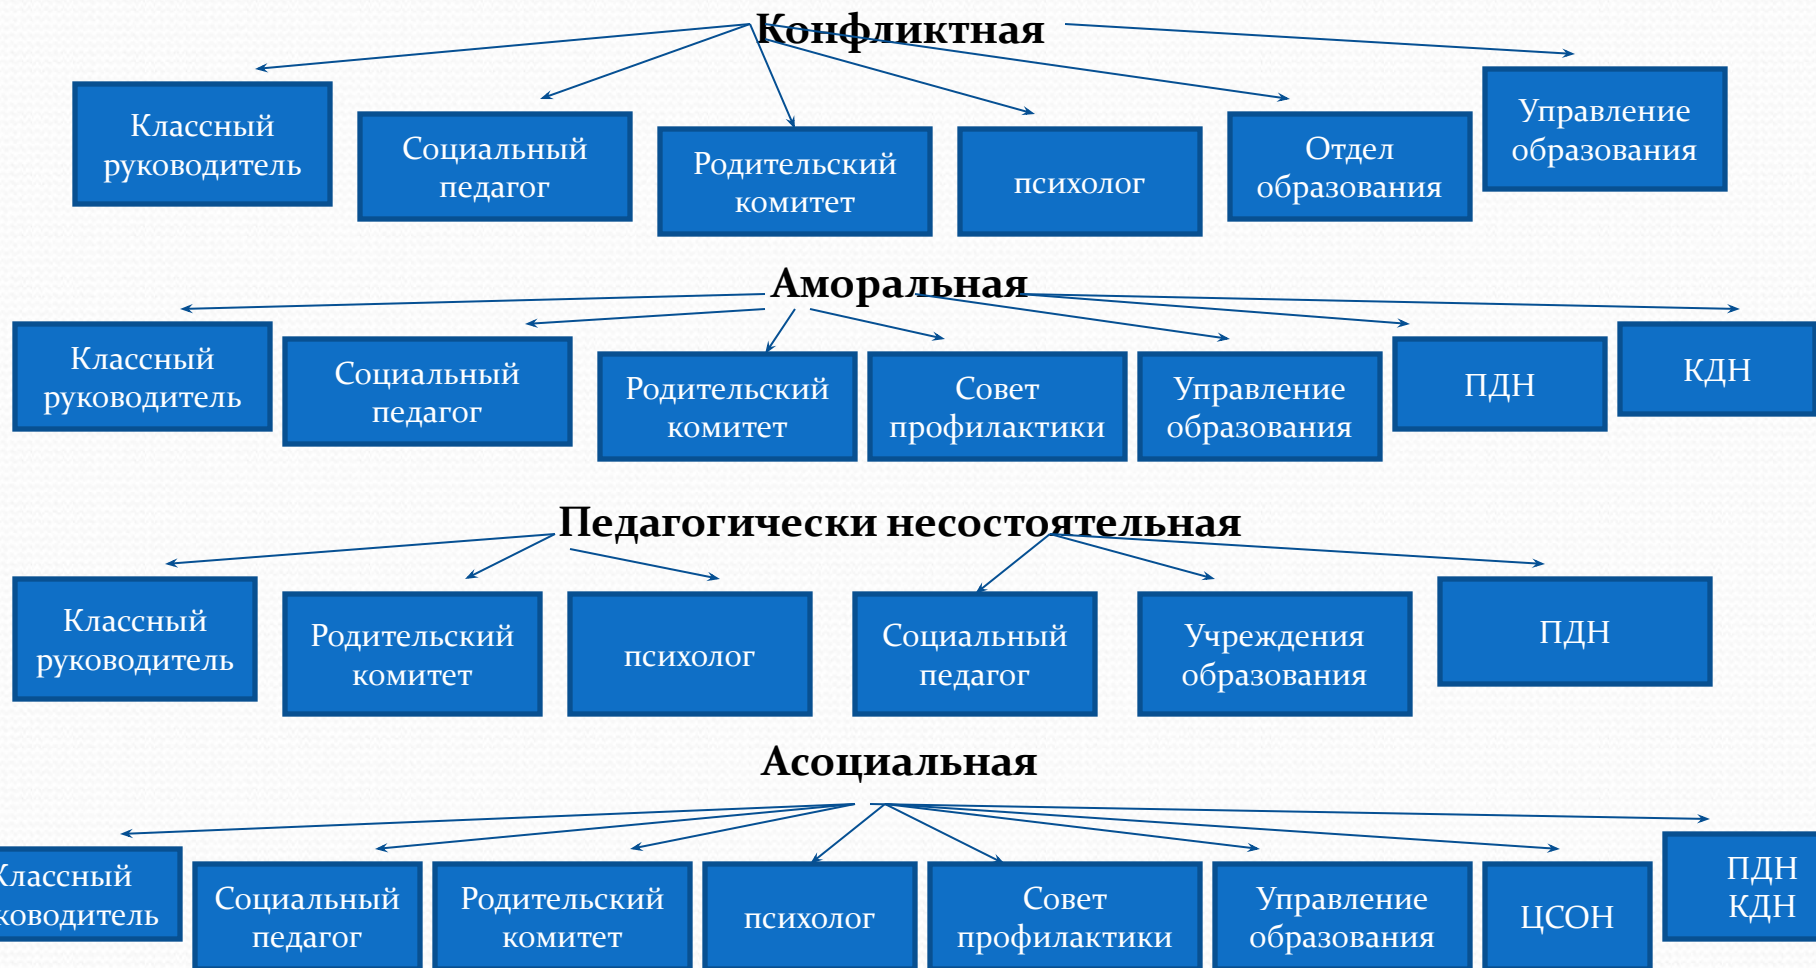 Конфликтная
Классный
руководитель
Социальный
педагог
Родительский
комитет
психолог
Отдел
образования
Управление
образования
Аморальная
Классный
руководитель
Социальный
педагог
Родительский
комитет
Совет
профилактики
Управление
образования
ПДН
КДН
Педагогически несостоятельная
Классный
руководитель
Родительский
комитет
психолог
Социальный
педагог
Учреждения
образования
ПДН
Асоциальная
Классный
ководитель
Социальный
педагог
Родительский
комитет
психолог
Совет
профилактики
Управление
образования
ЦСОН
ПДН
КДН